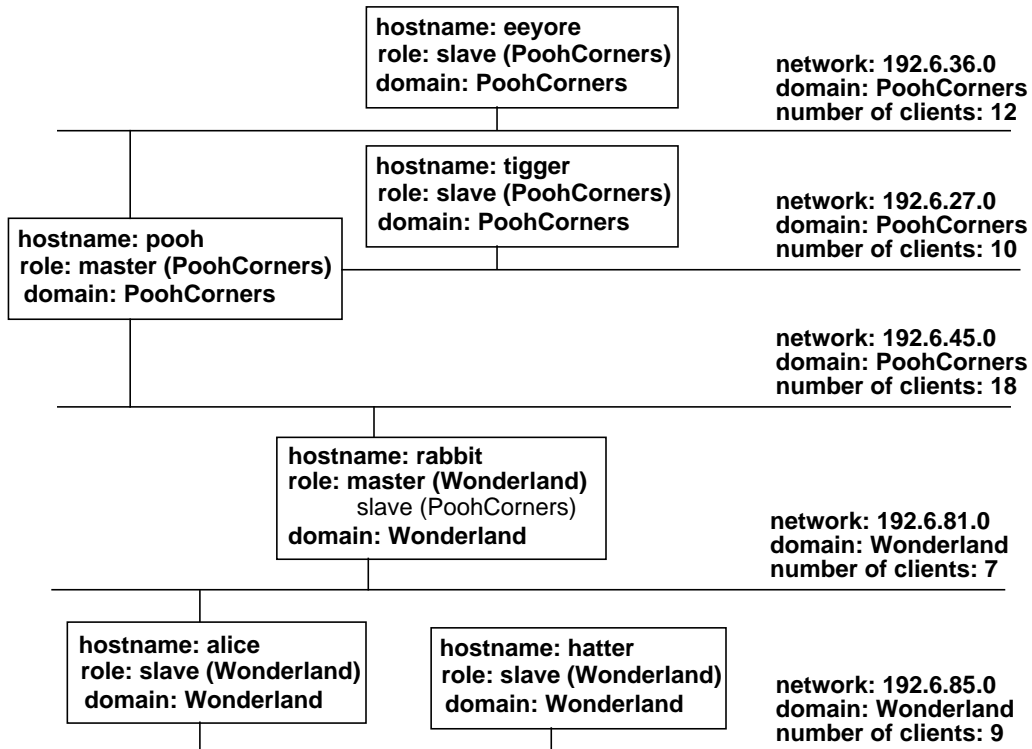 hostname: eeyore
role: slave (PoohCorners)
domain: PoohCorners
network: 192.6.36.0
domain: PoohCorners
number of clients: 12
hostname: tigger
role: slave (PoohCorners)
domain: PoohCorners
network: 192.6.27.0
domain: PoohCorners
number of clients: 10
hostname: pooh
role: master (PoohCorners)
domain: PoohCorners
network: 192.6.45.0
domain: PoohCorners
number of clients: 18
hostname: rabbit
role: master (Wonderland)
slave (PoohCorners)
domain: Wonderland
network: 192.6.81.0
domain: Wonderland
number of clients: 7
hostname: alice
role: slave (Wonderland)
domain: Wonderland
hostname: hatter
role: slave (Wonderland)
domain: Wonderland
network: 192.6.85.0
domain: Wonderland
number of clients: 9